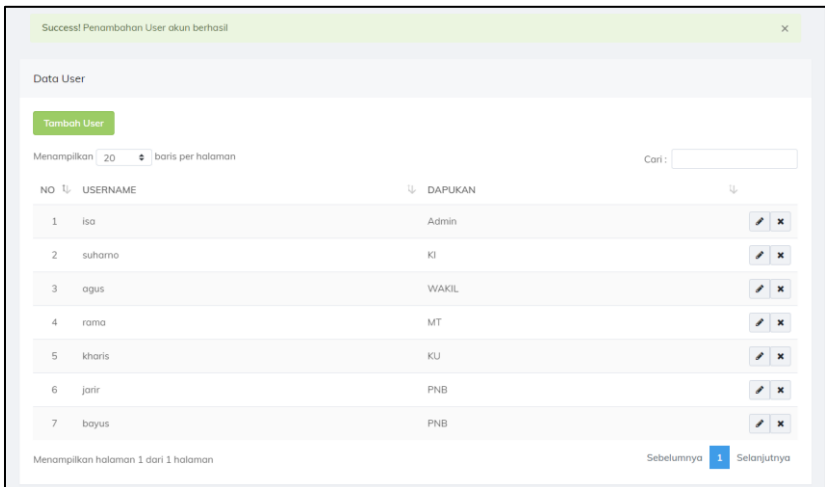 Success! Penambahan User akun berhasil ×
Data User
Tambah User
Menampilkan 20 baris per halaman Cari :
NO USERNAME DAPUKAN
1 isa Admin
2 suharno KI
3 agus WAKIL
4 rama MT
5 kharis KU
6 jarir PNB
7 bayus PNB
Menampilkan halaman 1 dari 1 halaman Sebelumnya 1 Selanjutnya